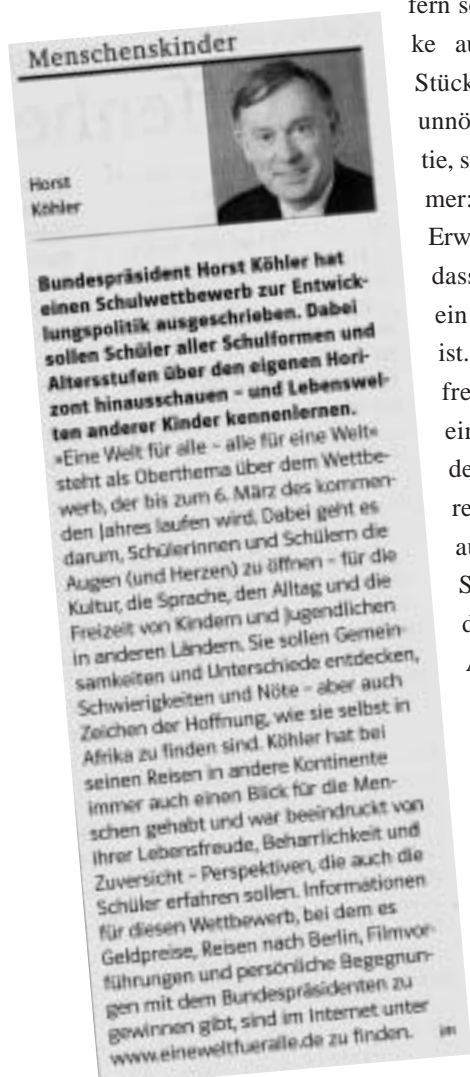 Menschenskinder
Horst
Köhler
Bundespräsident Horst Köhler hat
einen Schulwettbewerb zur Entwick-
lungspolitik ausgeschrieben. Dabei
sollen Schüler aller Schulformen und
Altersstufen über den eigenen Hori-
zont hinausschauen – und Lebenswel-
ten anderer Kinder kennenlernen.
»Eine Welt für alle – alle für eine Welt«
steht als Oberthema über dem Wettbe-
werb, der bis zum 6. März des kommen-
den Jahres laufen wird. Dabei geht es
darum, Schülerinnen und Schülern die
Augen (und Herzen) zu öffnen – für die
Kultur, die Sprache, den Alltag und die
Freizeit von Kindern und Jugendlichen
in anderen Ländern. Sie sollen Gemein-
samkeiten und Unterschiede entdecken,
Schwierigkeiten und Nöte – aber auch
Zeichen der Hoffnung, wie sie selbst in
Afrika zu finden sind. Köhler hat bei
seinen Reisen in andere Kontinente
immer auch einen Blick für die Men-
schen gehabt und war beeindruckt von
ihrer Lebensfreude, Beharrlichkeit und
Zuversicht – Perspektiven, die auch die
Schüler erfahren sollen. Informationen
für diesen Wettbewerb, bei dem es
Geldpreise, Reisen nach Berlin, Filmvor-
führungen und persönliche Begegnun-
gen mit dem Bundespräsidenten zu
gewinnen gibt, sind im Internet unter
www.eineweltfueralle.de zu finden. im
fern
ke
Stück
unnö
tie, s
mer:
Erw
dass
ein
ist.
fre
ein
de
re
au
S
d